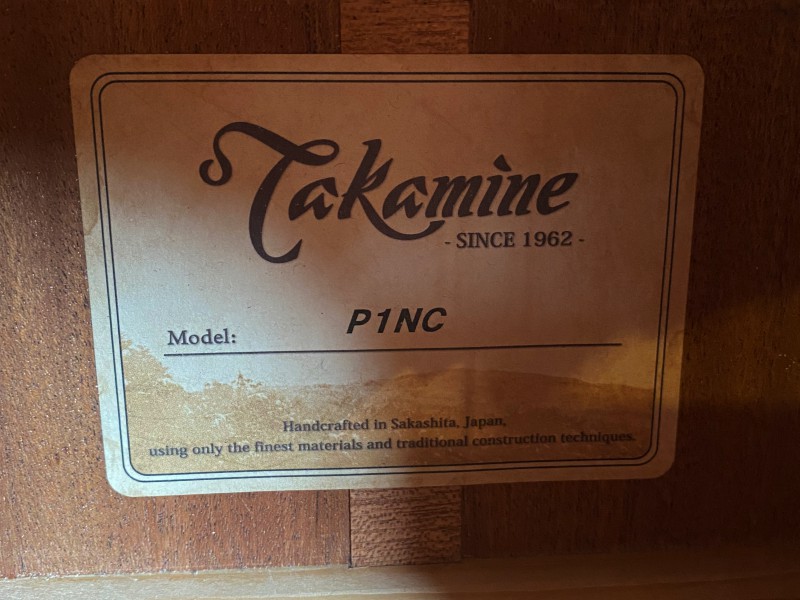 Takamine
- SINCE 1962 -
Model: P1NC
Handcrafted in Sakashita, Japan,
using only the finest materials and traditional construction techniques.